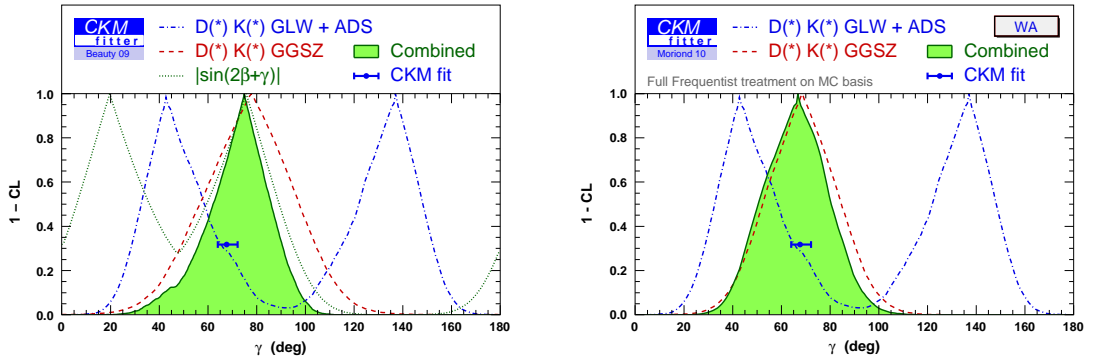 CKM
fitter
Beauty 09
D(*) K(*) GLW + ADS
D(*) K(*) GGSZ
Combined
|sin(2β+γ)|
CKM fit
1.0
0.8
0.6
0.4
0.2
0.0
1 − CL
0 20 40 60 80 100 120 140 160 180
γ (deg)
CKM
fitter
Moriond 10
D(*) K(*) GLW + ADS
WA
D(*) K(*) GGSZ
Combined
CKM fit
Full Frequentist treatment on MC basis
1.0
0.8
0.6
0.4
0.2
0.0
1 - CL
0 20 40 60 80 100 120 140 160 180
γ (deg)